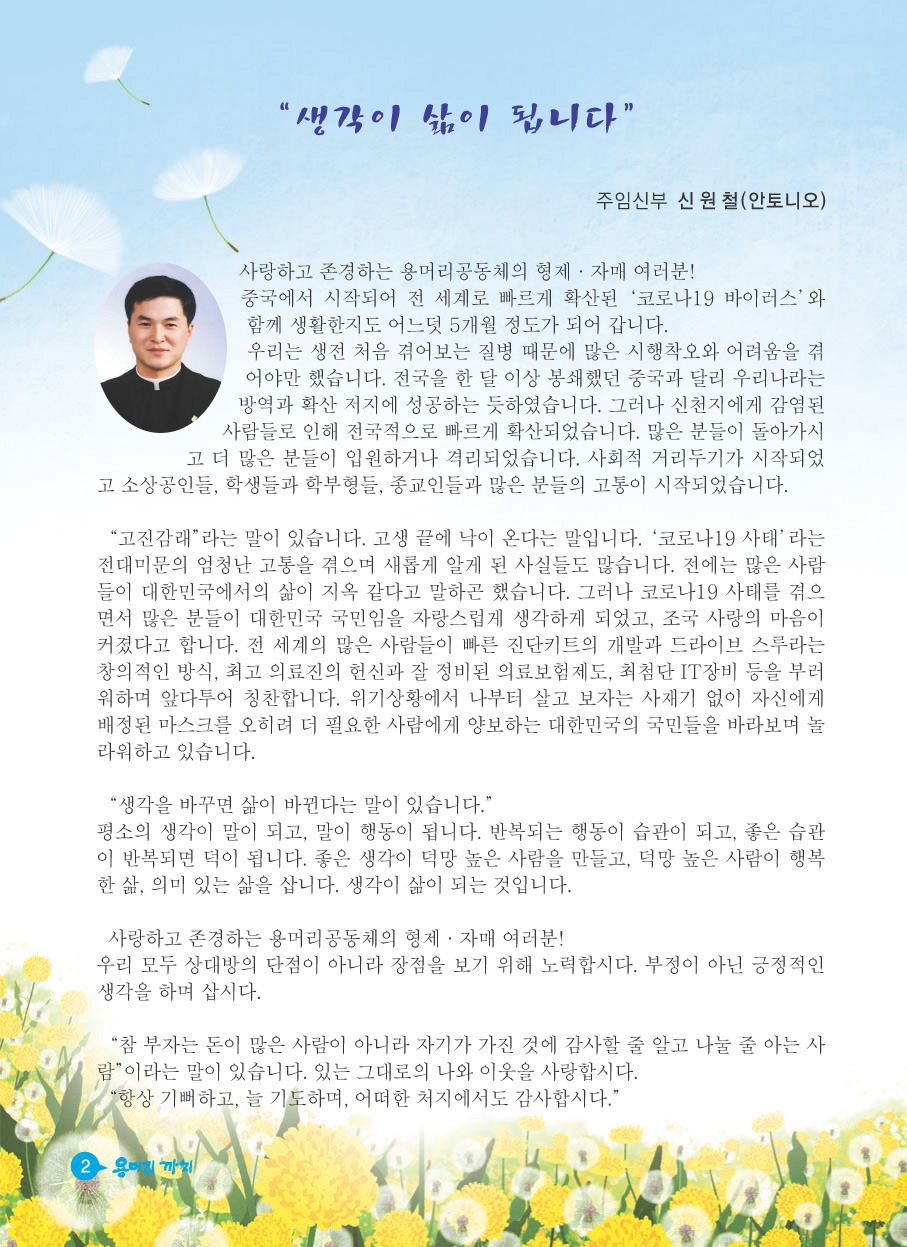 “생각이 삶이 됩니다”
주임신부 신 원 철(안토니오)
사랑하고 존경하는 용머리공동체의 형제 · 자매 여러분!
중국에서 시작되어 전 세계로 빠르게 확산된 ‘코로나19 바이러스’와
함께 생활한지도 어느덧 5개월 정도가 되어 갑니다.
우리는 생전 처음 겪어보는 질병 때문에 많은 시행착오와 어려움을 겪
어야만 했습니다. 전국을 한 달 이상 봉쇄했던 중국과 달리 우리나라는
방역과 확산 저지에 성공하는 듯하였습니다. 그러나 신천지에게 감염된
사람들로 인해 전국적으로 빠르게 확산되었습니다. 많은 분들이 돌아가시
고 더 많은 분들이 입원하거나 격리되었습니다. 사회적 거리두기가 시작되었
고 소상공인들, 학생들과 학부형들, 종교인들과 많은 분들의 고통이 시작되었습니다.
“고진감래”라는 말이 있습니다. 고생 끝에 낙이 온다는 말입니다. ‘코로나19 사태’라는
전대미문의 엄청난 고통을 겪으며 새롭게 알게 된 사실들도 많습니다. 전에는 많은 사람
들이 대한민국에서의 삶이 지옥 같다고 말하곤 했습니다. 그러나 코로나19 사태를 겪으
면서 많은 분들이 대한민국 국민임을 자랑스럽게 생각하게 되었고, 조국 사랑의 마음이
커졌다고 합니다. 전 세계의 많은 사람들이 빠른 진단키트의 개발과 드라이브 스루라는
창의적인 방식, 최고 의료진의 헌신과 잘 정비된 의료보험제도, 최첨단 IT장비 등을 부러
워하며 앞다투어 칭찬합니다. 위기상황에서 나부터 살고 보자는 사재기 없이 자신에게
배정된 마스크를 오히려 더 필요한 사람에게 양보하는 대한민국의 국민들을 바라보며 놀
라워하고 있습니다.
“생각을 바꾸면 삶이 바뀐다는 말이 있습니다.”
평소의 생각이 말이 되고, 말이 행동이 됩니다. 반복되는 행동이 습관이 되고, 좋은 습관
이 반복되면 덕이 됩니다. 좋은 생각이 덕망 높은 사람을 만들고, 덕망 높은 사람이 행복
한 삶, 의미 있는 삶을 삽니다. 생각이 삶이 되는 것입니다.
사랑하고 존경하는 용머리공동체의 형제 · 자매 여러분!
우리 모두 상대방의 단점이 아니라 장점을 보기 위해 노력합시다. 부정이 아닌 긍정적인
생각을 하며 삽시다.
“참 부자는 돈이 많은 사람이 아니라 자기가 가진 것에 감사할 줄 알고 나눌 줄 아는 사
람”이라는 말이 있습니다. 있는 그대로의 나와 이웃을 사랑합시다.
“항상 기뻐하고, 늘 기도하며, 어떠한 처지에서도 감사합시다.”
2 용머리 까치